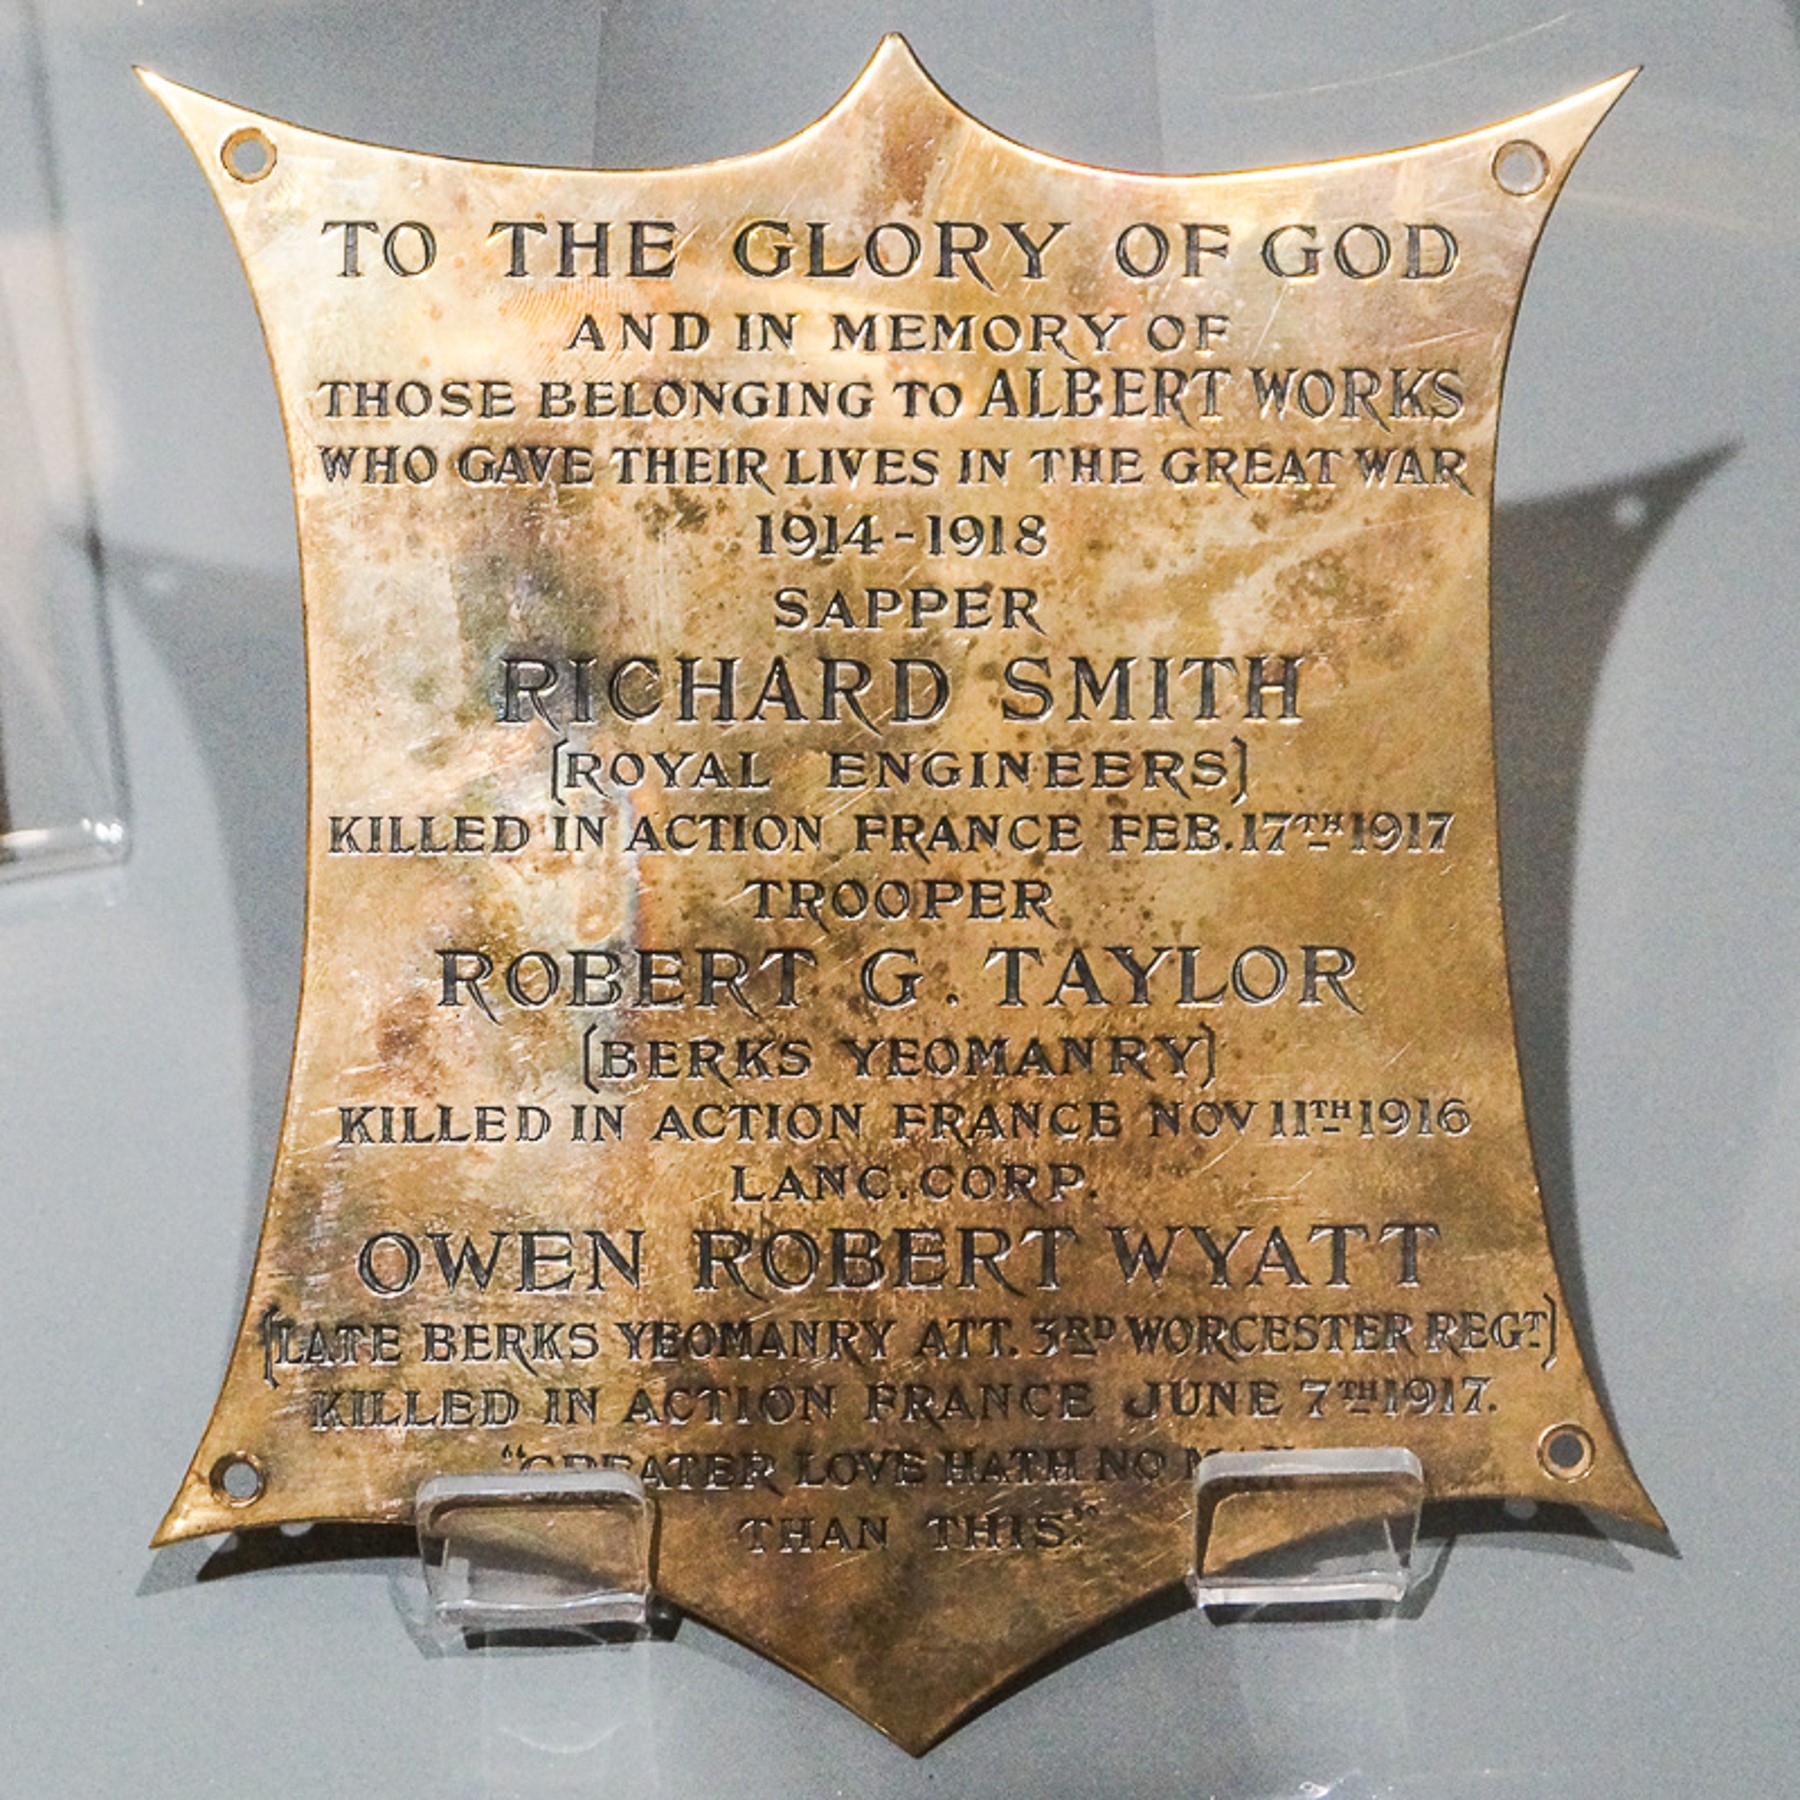 TO THE GLORY OF GOD
AND IN MEMORY OF
THOSE BELONGING TO ALBERT WORKS
WHO GAVE THEIR LIVES IN THE GREAT WAR
1914-1918
SAPPER
RICHARD SMITH
[ROYAL ENGINEERS]
KILLED IN ACTION FRANCE FEB. 17TH 1917
TROOPER
ROBERT G. TAYLOR
[BERKS YEOMANRY]
KILLED IN ACTION FRANCE NOV 11TH 1916
LANC. CORP.
OWEN ROBERT WYATT
[LATE BERKS YEOMANRY ATT. 3RD WORCESTER REGT]
KILLED IN ACTION FRANCE JUNE 7TH 1917.
"GREATER LOVE HATH NO MAN
THAN THIS."